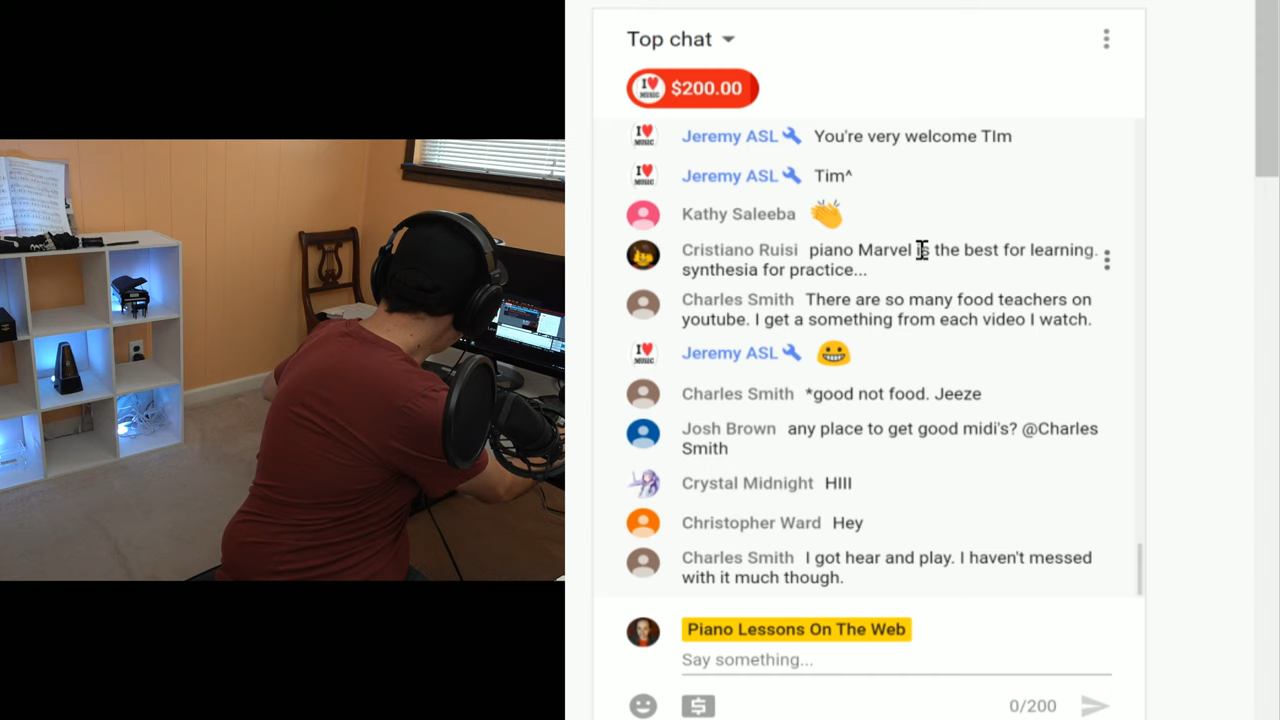 Top chat
I MUSIC $200.00
I MUSIC Jeremy ASL You're very welcome TIm
I MUSIC Jeremy ASL Tim^
Kathy Saleeba
Cristiano Ruisi piano Marvel is the best for learning.
synthesia for practice...
Charles Smith There are so many food teachers on
youtube. I get a something from each video I watch.
I MUSIC Jeremy ASL
Charles Smith *good not food. Jeeze
Josh Brown any place to get good midi's? @Charles
Smith
Crystal Midnight HIII
Christopher Ward Hey
Charles Smith I got hear and play. I haven't messed
with it much though.
Piano Lessons On The Web
Say something...
$ 0/200